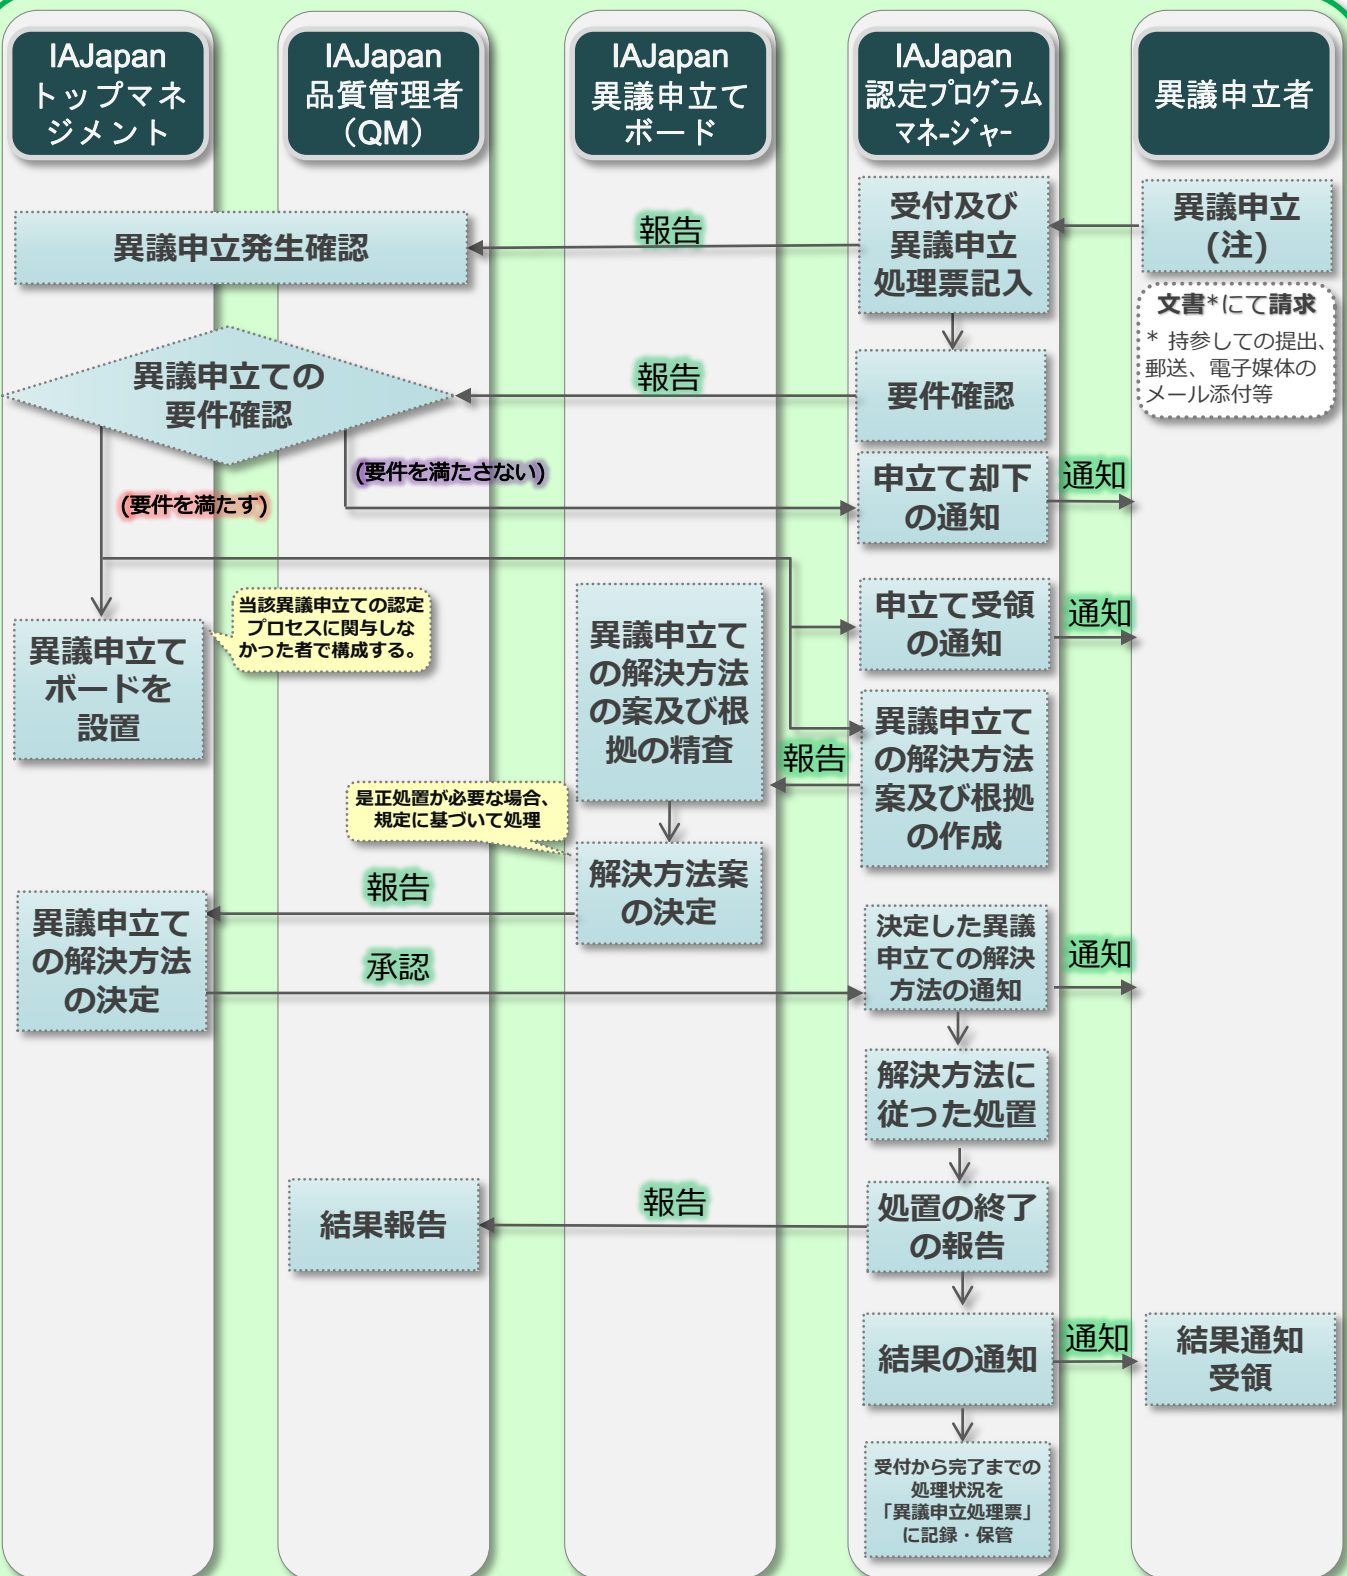 IAJapan
トップマネ
ジメント
IAJapan
品質管理者
（QM）
IAJapan
異議申立て
ボード
IAJapan
認定プログラム
マネージャー
異議申立者
異議申立
(注)
文書*にて請求
* 持参しての提出、
郵送、電子媒体の
メール添付等
受付及び
異議申立
処理票記入
報告
異議申立発生確認
要件確認
報告
異議申立ての
要件確認
(要件を満たさない)
(要件を満たす)
申立て却下
の通知
通知
申立て受領
の通知
通知
当該異議申立ての認定
プロセスに関与しな
かった者で構成する。
異議申立て
ボードを
設置
異議申立て
の解決方法
の案及び根
拠の精査
異議申立て
の解決方法
案及び根拠
の作成
報告
是正処置が必要な場合、
規定に基づいて処理
解決方法案
の決定
報告
異議申立て
の解決方法
の決定
承認
決定した異議
申立ての解決
方法の通知
通知
解決方法に
従った処置
処置の終了
の報告
報告
結果報告
結果の通知
通知
結果通知
受領
受付から完了までの
処理状況を
「異議申立処理票」
に記録・保管